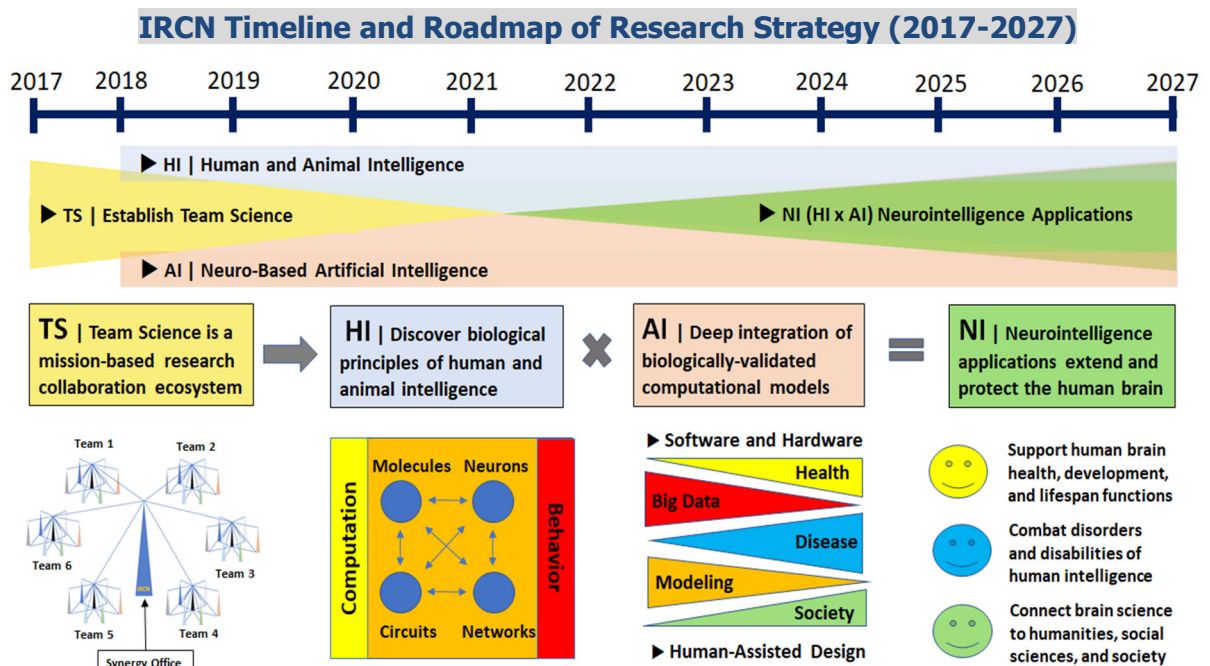 IRCN Timeline and Roadmap of Research Strategy (2017-2027)
2017 2018 2019 2020 2021 2022 2023 2024 2025 2026 2027
▶ HI | Human and Animal Intelligence
▶ TS | Establish Team Science
▶ NI (HI x AI) Neurointelligence Applications
▶ AI | Neuro-Based Artificial Intelligence
TS | Team Science is a
mission-based research
collaboration ecosystem
HI | Discover biological
principles of human and
animal intelligence
AI | Deep integration of
biologically-validated
computational models
NI | Neurointelligence
applications extend and
protect the human brain
Team 1
Team 2
Team 6
Team 3
Team 5
Team 4
IRCN
Synergy Office
Computation
Molecules Neurons
Circuits Networks
Behavior
▶ Software and Hardware
Health
Big Data
Disease
Modeling
Society
▶ Human-Assisted Design
Support human brain
health, development,
and lifespan functions
Combat disorders
and disabilities of
human intelligence
Connect brain science
to humanities, social
sciences, and society